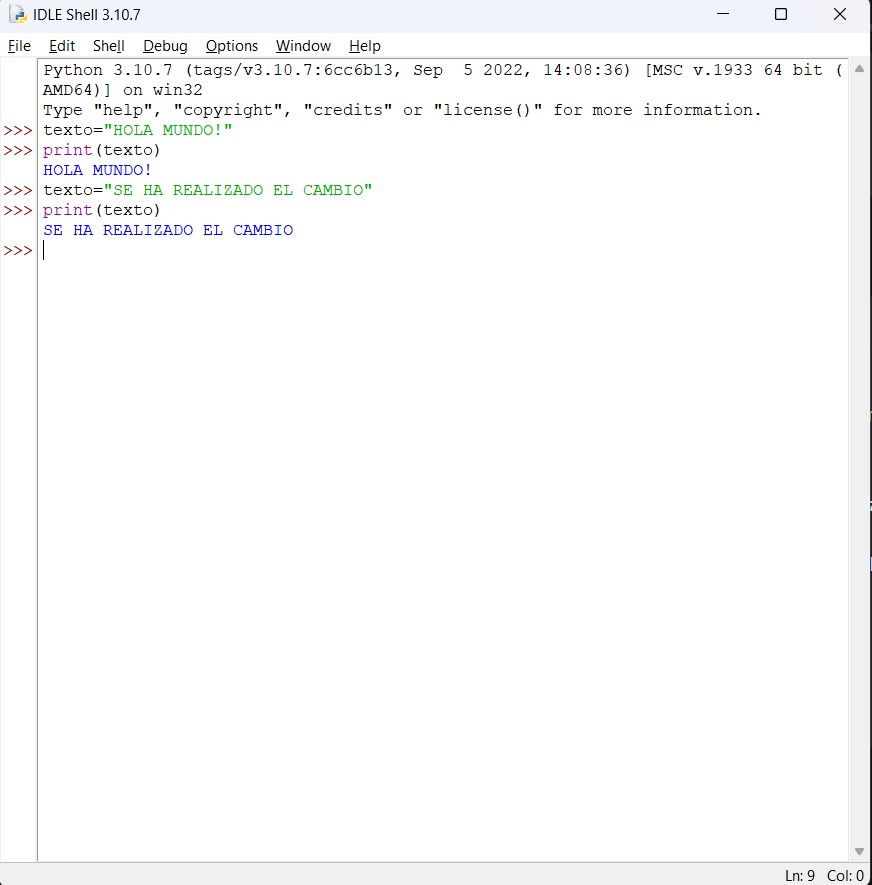 IDLE Shell 3.10.7
File Edit Shell Debug Options Window Help
Python 3.10.7 (tags/v3.10.7:6cc6b13, Sep  5 2022, 14:08:36) [MSC v.1933 64 bit (
AMD64)] on win32
Type "help", "copyright", "credits" or "license()" for more information.
>>> texto="HOLA MUNDO!"
>>> print(texto)
HOLA MUNDO!
>>> texto="SE HA REALIZADO EL CAMBIO"
>>> print(texto)
SE HA REALIZADO EL CAMBIO
>>>
Ln: 9 Col: 0